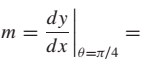 m = dy/dx |θ=π/4 =